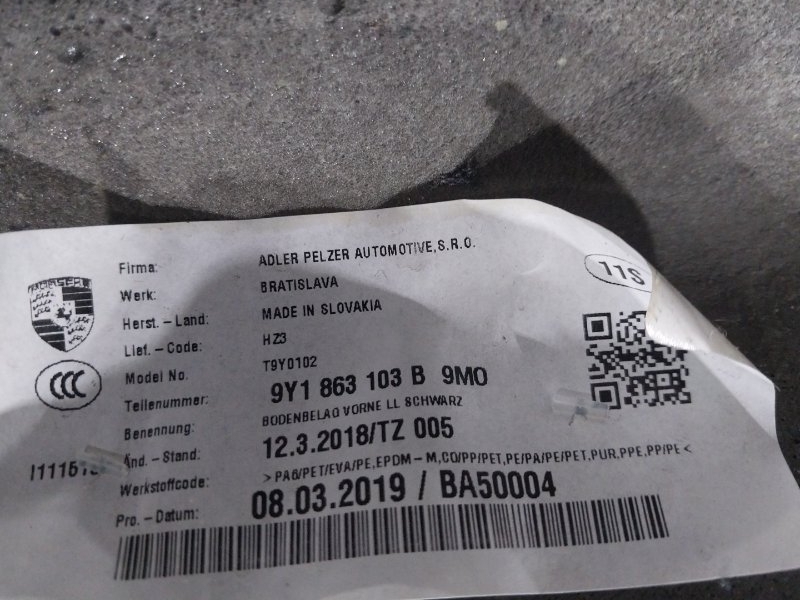 Firma: ADLER PELZER AUTOMOTIVE,S.R.O.
Werk: BRATISLAVA
Herst.-Land: MADE IN SLOVAKIA
Lief.-Code: HZ3
Model No. T9Y0102
Teilenummer: 9Y1 863 103 B 9M0
Benennung: BODENBELAG VORNE LL SCHWARZ
Änd.-Stand: 12.3.2018/TZ 005
Werkstoffcode: >PA6/PET/EVA/PE,EPDM-M,CO/PP/PET,PE/PA/PE/PET,PUR,PPE,PP/PE<
Pro.-Datum: 08.03.2019 / BA50004
11S
CCC